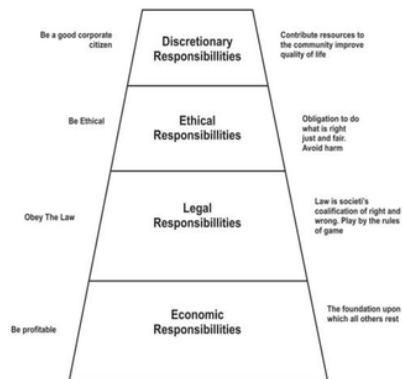 Be a good corporate
citizen
Discretionary
Responsibillities
Contribute resources to
the community improve
quality of life
Be Ethical
Ethical
Responsibilities
Obligation to do
what is right
just and fair.
Avoid harm
Obey The Law
Legal
Responsibilities
Law is societi's
coalification of right and
wrong. Play by the rules
of game
Be profitable
Economic
Responsibillities
The foundation upon
which all others rest